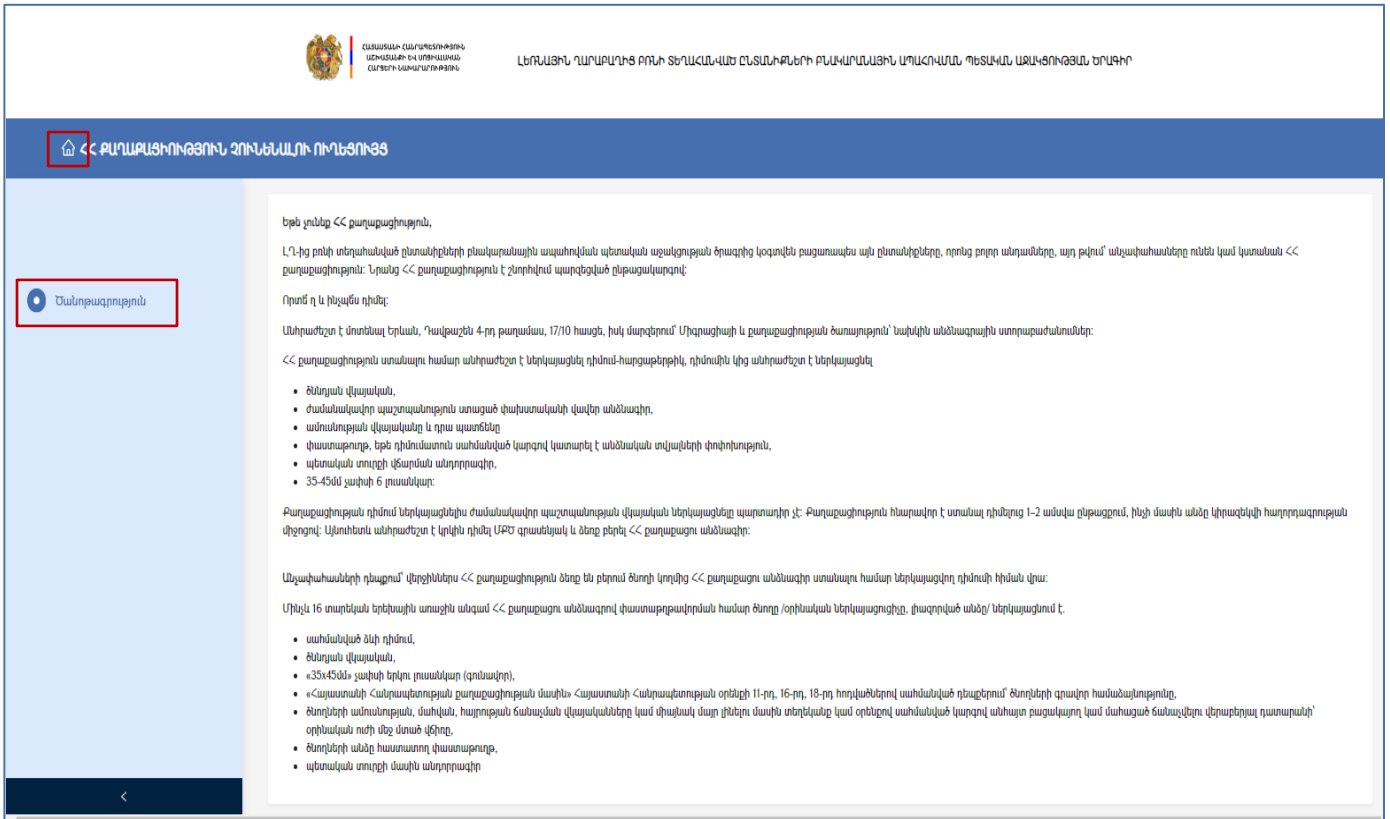 ՀԱՅԱՍՏԱՆԻ ՀԱՆՐԱՊԵՏՈՒԹՅՈՒՆ
ԱՇԽԱՏԱՆՔԻ ԵՎ ՍՈՑԻԱԼԱԿԱՆ
ՀԱՐՑԵՐԻ ՆԱԽԱՐԱՐՈՒԹՅՈՒՆ
ԼԵՌՆԱՅԻՆ ՂԱՐԱԲԱՂԻՑ ԲՌՆԻ ՏԵՂԱՀԱՆՎԱԾ ԸՆՏԱՆԻՔՆԵՐԻ ԲՆԱԿԱՐԱՆԱՅԻՆ ԱՊԱՀՈՎՄԱՆ ՊԵՏԱԿԱՆ ԱՋԱԿՑՈՒԹՅԱՆ ԾՐԱԳԻՐ
ՀՀ ՔԱՂԱՔԱՑԻՈՒԹՅՈՒՆ ՉՈՒՆԵՆԱԼՈՒ ՈՒՂԵՑՈՒՅՑ
Ծանոթագրություն
Եթե չունեք ՀՀ քաղաքացիություն,
ԼՂ-ից բռնի տեղահանված ընտանիքների բնակարանային ապահովման պետական աջակցության ծրագրից կօգտվեն բացառապես այն ընտանիքները, որոնց բոլոր անդամները, այդ թվում՝ անչափահասները ունեն կամ կստանան ՀՀ
քաղաքացիություն: Նրանց ՀՀ քաղաքացիություն է շնորհվում պարզեցված ընթացակարգով:
Որտե՞ղ և ինչպե՞ս դիմել:
Անհրաժեշտ է մոտենալ Երևան, Դավթաշեն 4-րդ թաղամաս, 17/10 հասցե, իսկ մարզերում՝ Միգրացիայի և քաղաքացիության ծառայություն՝ նախկին անձնագրային ստորաբաժանումներ:
ՀՀ քաղաքացիություն ստանալու համար անհրաժեշտ է ներկայացնել դիմում-հարցաթերթիկ, դիմումին կից անհրաժեշտ է ներկայացնել
• ծննդյան վկայական,
• ժամանակավոր պաշտպանություն ստացած փախստականի վավեր անձնագիր,
• ամուսնության վկայականը և դրա պատճենը
• փաստաթուղթ, եթե դիմումատուն սահմանված կարգով կատարել է անձնական տվյալների փոփոխություն,
• պետական տուրքի վճարման անդորրագիր,
• 35-45մմ չափսի 6 լուսանկար:
Քաղաքացիության դիմում ներկայացնելիս ժամանակավոր պաշտպանության վկայական ներկայացնելը պարտադիր չէ: Քաղաքացիություն հնարավոր է ստանալ դիմելուց 1–2 ամսվա ընթացքում, ինչի մասին անձը կիրազեկվի հաղորդագրության
միջոցով: Այնուհետև անհրաժեշտ է կրկին դիմել ՄՔԾ գրասենյակ և ձեռք բերել ՀՀ քաղաքացու անձնագիր:
Անչափահասների դեպքում՝ վերջիններս ՀՀ քաղաքացիություն ձեռք են բերում ծնողի կողմից ՀՀ քաղաքացու անձնագիր ստանալու համար ներկայացվող դիմումի հիման վրա:
Մինչև 16 տարեկան երեխային առաջին անգամ ՀՀ քաղաքացու անձնագրով փաստաթղթավորման համար ծնողը /օրինական ներկայացուցիչը, լիազորված անձը/ ներկայացնում է.
• սահմանված ձևի դիմում,
• ծննդյան վկայական,
• «35x45մմ» չափսի երկու լուսանկար (գունավոր),
• «Հայաստանի Հանրապետության քաղաքացիության մասին» Հայաստանի Հանրապետության օրենքի 11-րդ, 16-րդ, 18-րդ հոդվածներով սահմանված դեպքերում՝ ծնողների գրավոր համաձայնությունը,
• ծնողների ամուսնության, մահվան, հայրության ճանաչման վկայականները կամ միայնակ մայր լինելու մասին տեղեկանք կամ օրենքով սահմանված կարգով անհայտ բացակայող կամ մահացած ճանաչվելու վերաբերյալ դատարանի՝
օրինական ուժի մեջ մտած վճիռը,
• ծնողների անձը հաստատող փաստաթուղթ,
• պետական տուրքի մասին անդորրագիր